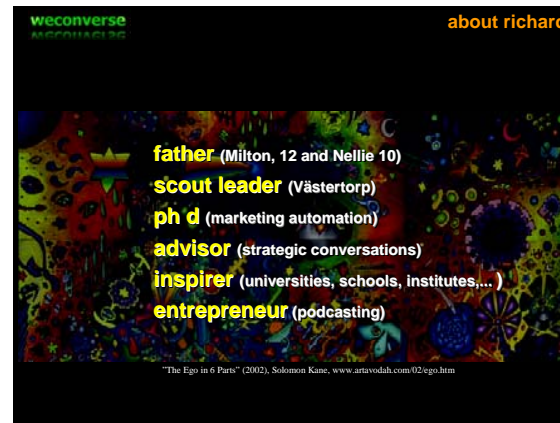 weconverse
about richard
father (Milton, 12 and Nellie 10)
scout leader (Västertorp)
ph d (marketing automation)
advisor (strategic conversations)
inspirer (universities, schools, institutes,... )
entrepreneur (podcasting)
"The Ego in 6 Parts" (2002), Solomon Kane, www.artavodah.com/02/ego.htm